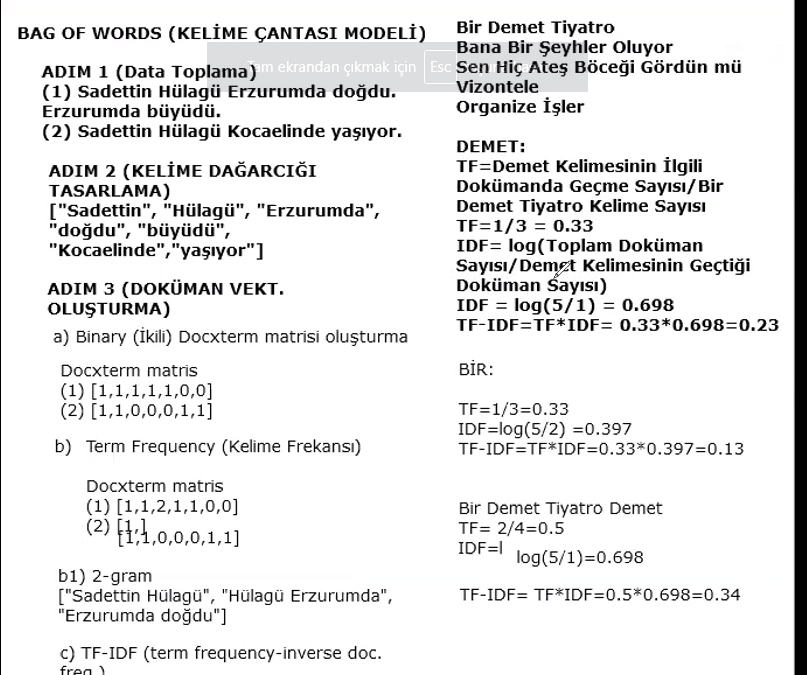 BAG OF WORDS (KELİME ÇANTASI MODELİ)
Tam ekrandan çıkmak için Esc
ADIM 1 (Data Toplama)
(1) Sadettin Hülagü Erzurumda doğdu.
Erzurumda büyüdü.
(2) Sadettin Hülagü Kocaelinde yaşıyor.
ADIM 2 (KELİME DAĞARCIĞI
TASARLAMA)
["Sadettin", "Hülagü", "Erzurumda",
"doğdu", "büyüdü",
"Kocaelinde","yaşıyor"]
ADIM 3 (DOKÜMAN VEKT.
OLUŞTURMA)
a) Binary (İkili) Docxterm matrisi oluşturma
Docxterm matris
(1) [1,1,1,1,1,0,0]
(2) [1,1,0,0,0,1,1]
b) Term Frequency (Kelime Frekansı)
Docxterm matris
(1) [1,1,2,1,1,0,0]
(2) [1,]
[1,1,0,0,0,1,1]
b1) 2-gram
["Sadettin Hülagü", "Hülagü Erzurumda",
"Erzurumda doğdu"]
c) TF-IDF (term frequency-inverse doc.
freq.)
Bir Demet Tiyatro
Bana Bir Şeyhler Oluyor
Sen Hiç Ateş Böceği Gördün mü
Vizontele
Organize İşler
DEMET:
TF=Demet Kelimesinin İlgili
Dokümanda Geçme Sayısı/Bir
Demet Tiyatro Kelime Sayısı
TF=1/3 = 0.33
IDF= log(Toplam Doküman
Sayısı/Demet Kelimesinin Geçtiği
Doküman Sayısı)
IDF = log(5/1) = 0.698
TF-IDF=TF*IDF= 0.33*0.698=0.23
BİR:
TF=1/3=0.33
IDF=log(5/2) =0.397
TF-IDF=TF*IDF=0.33*0.397=0.13
Bir Demet Tiyatro Demet
TF= 2/4=0.5
IDF=l
log(5/1)=0.698
TF-IDF= TF*IDF=0.5*0.698=0.34